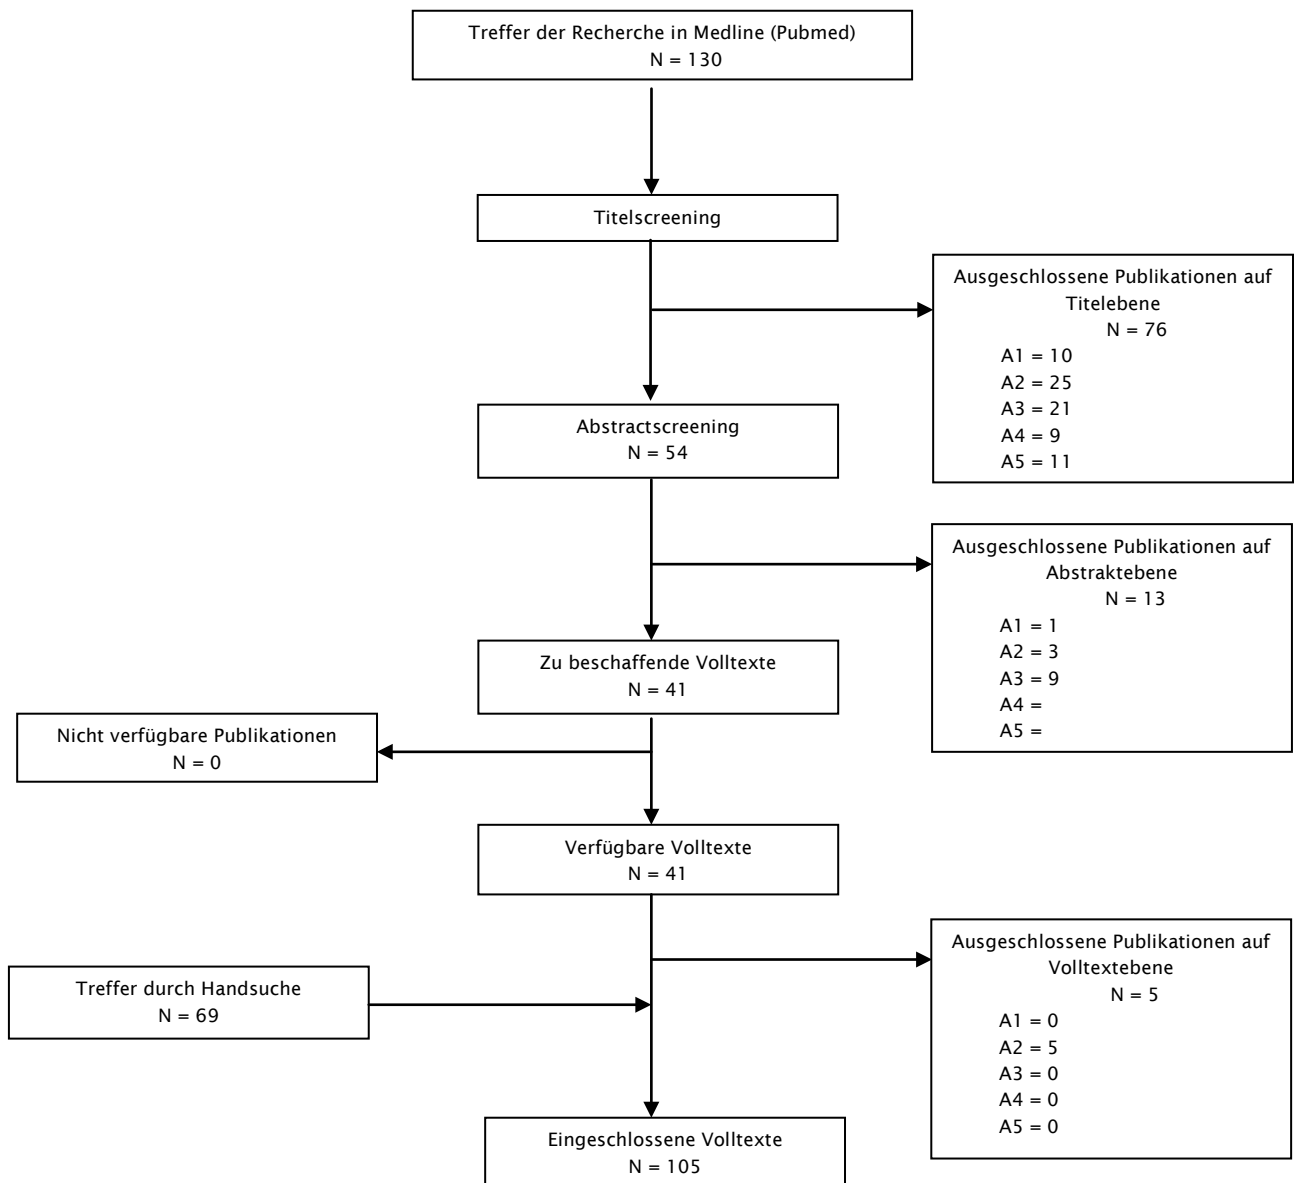 Treffer der Recherche in Medline (Pubmed)
N = 130
Titelscreening
Ausgeschlossene Publikationen auf
Titelebene
N = 76
A1 = 10
A2 = 25
A3 = 21
A4 = 9
A5 = 11
Abstractscreening
N = 54
Ausgeschlossene Publikationen auf
Abstraktebene
N = 13
A1 = 1
A2 = 3
A3 = 9
A4 =
A5 =
Zu beschaffende Volltexte
N = 41
Nicht verfügbare Publikationen
N = 0
Verfügbare Volltexte
N = 41
Ausgeschlossene Publikationen auf
Volltextebene
N = 5
A1 = 0
A2 = 5
A3 = 0
A4 = 0
A5 = 0
Treffer durch Handsuche
N = 69
Eingeschlossene Volltexte
N = 105